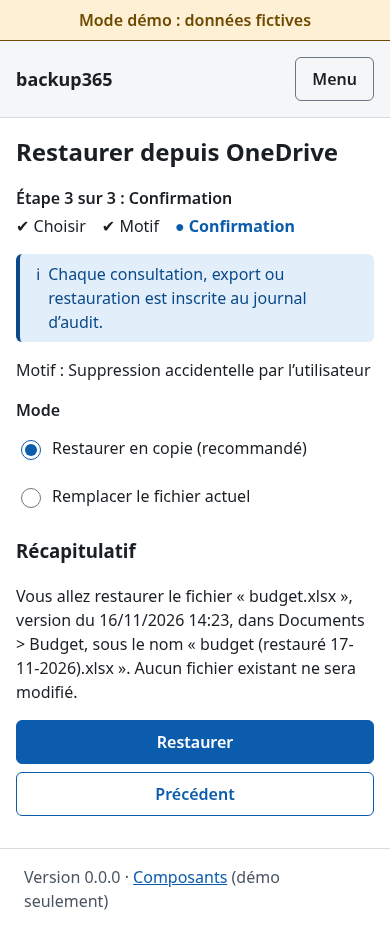 Mode démo : données fictives
backup365
Menu
Restaurer depuis OneDrive
Étape 3 sur 3 : Confirmation
✔ Choisir ✔ Motif ● Confirmation
i Chaque consultation, export ou
restauration est inscrite au journal
d’audit.
Motif : Suppression accidentelle par l’utilisateur
Mode
Restaurer en copie (recommandé)
Remplacer le fichier actuel
Récapitulatif
Vous allez restaurer le fichier « budget.xlsx »,
version du 16/11/2026 14:23, dans Documents
> Budget, sous le nom « budget (restauré 17-
11-2026).xlsx ». Aucun fichier existant ne sera
modifié.
Restaurer
Précédent
Version 0.0.0 · Composants (démo
seulement)